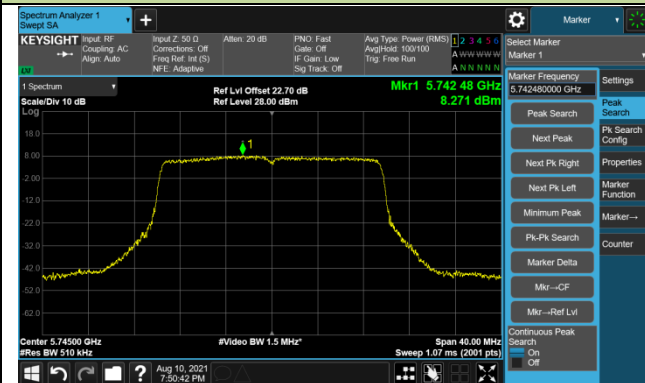 Spectrum Analyzer 1
Swept SA
+
Marker
KEYSIGHT
Input: RF
Coupling: AC
Align: Auto
Input Z: 50 Ω
Corrections: Off
Freq Ref: Int (S)
NFE: Adaptive
Atten: 20 dB
PNO: Fast
Gate: Off
IF Gain: Low
Sig Track: Off
Avg Type: Power (RMS)
Avg|Hold: 100/100
Trig: Free Run
1 2 3 4 5 6
A W W W W W
A N N N N N
LXI
Select Marker
Marker 1
1 Spectrum
Scale/Div 10 dB
Log
Ref Lvl Offset 22.70 dB
Ref Level 28.00 dBm
Mkr1 5.742 48 GHz
8.271 dBm
18.0
8.00
-2.00
-12.0
-22.0
-32.0
-42.0
-52.0
-62.0
1
Center 5.74500 GHz
#Res BW 510 kHz
#Video BW 1.5 MHz*
Span 40.00 MHz
Sweep 1.07 ms (2001 pts)
Marker Frequency
5.742480000 GHz
Peak Search
Next Peak
Next Pk Right
Next Pk Left
Minimum Peak
Pk-Pk Search
Marker Delta
Mkr→CF
Mkr→Ref Lvl
Continuous Peak
Search
On
Off
Settings
Peak
Search
Pk Search
Config
Properties
Marker
Function
Marker→
Counter
?
Aug 10, 2021
7:50:42 PM